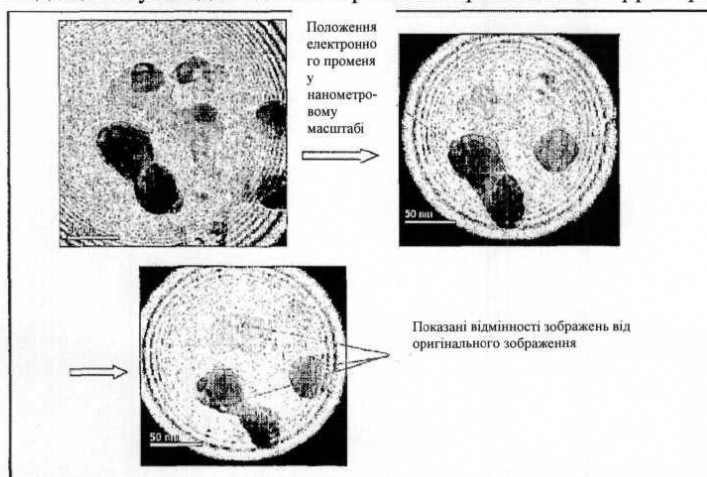 Положення
електронно
го променя
у
нанометро-
вому
масштабі
50 nm
Показані відмінності зображень від
оригінального зображення
50 nm